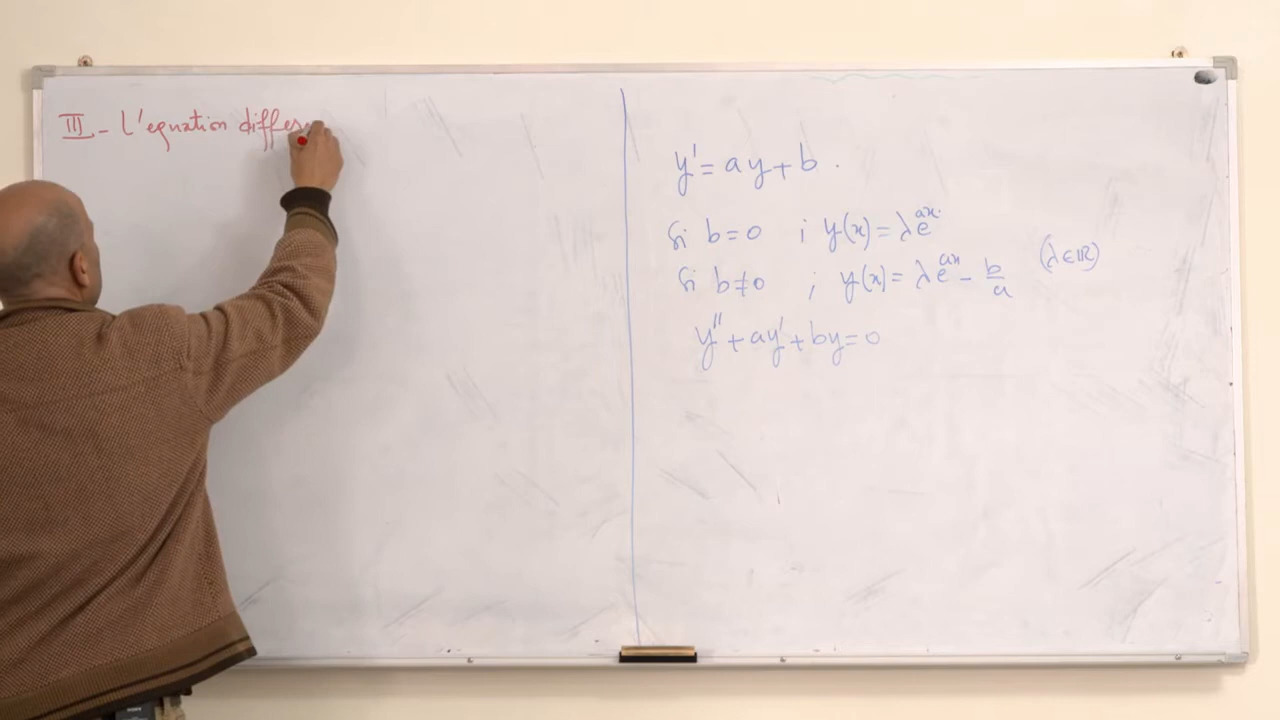 III - L'equation differ
y' = ay + b .
Si b = 0 ; y(x) = λe^{ax}
Si b ≠ 0 ; y(x) = λe^{ax} - b/a (λ ∈ ℝ)
y'' + ay' + by = 0